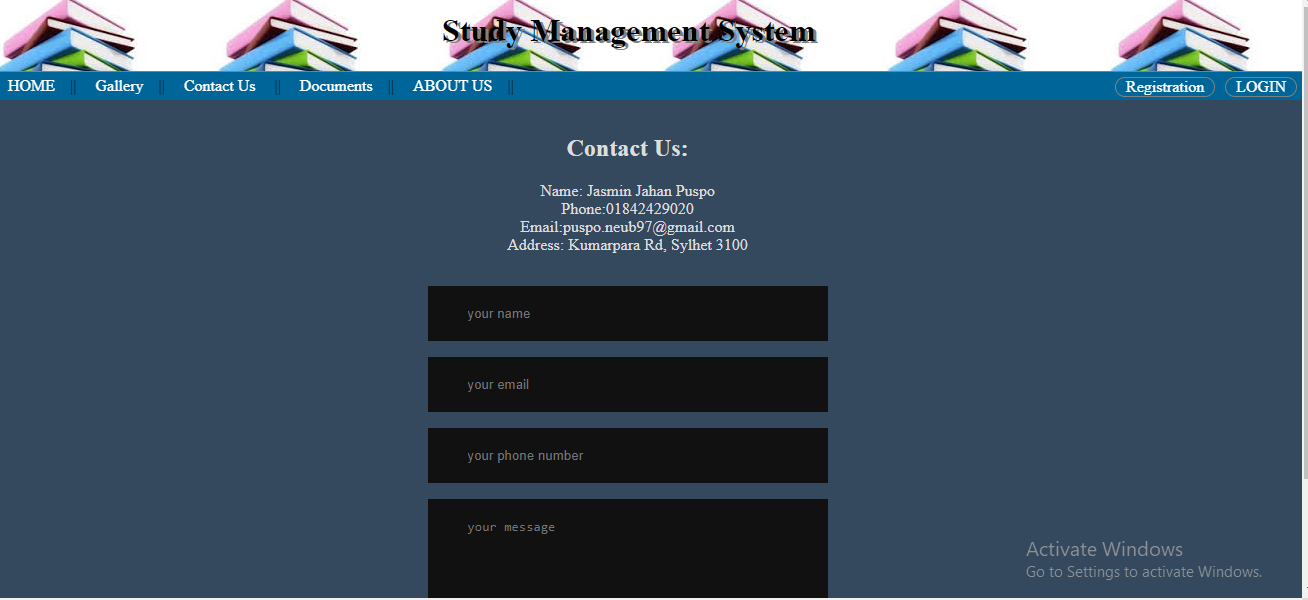 Study Management System
HOME || Gallery || Contact Us || Documents || ABOUT US || Registration LOGIN
Contact Us:
Name: Jasmin Jahan Puspo
Phone:01842429020
Email:puspo.neub97@gmail.com
Address: Kumarpara Rd, Sylhet 3100
your name
your email
your phone number
your message
Activate Windows
Go to Settings to activate Windows.